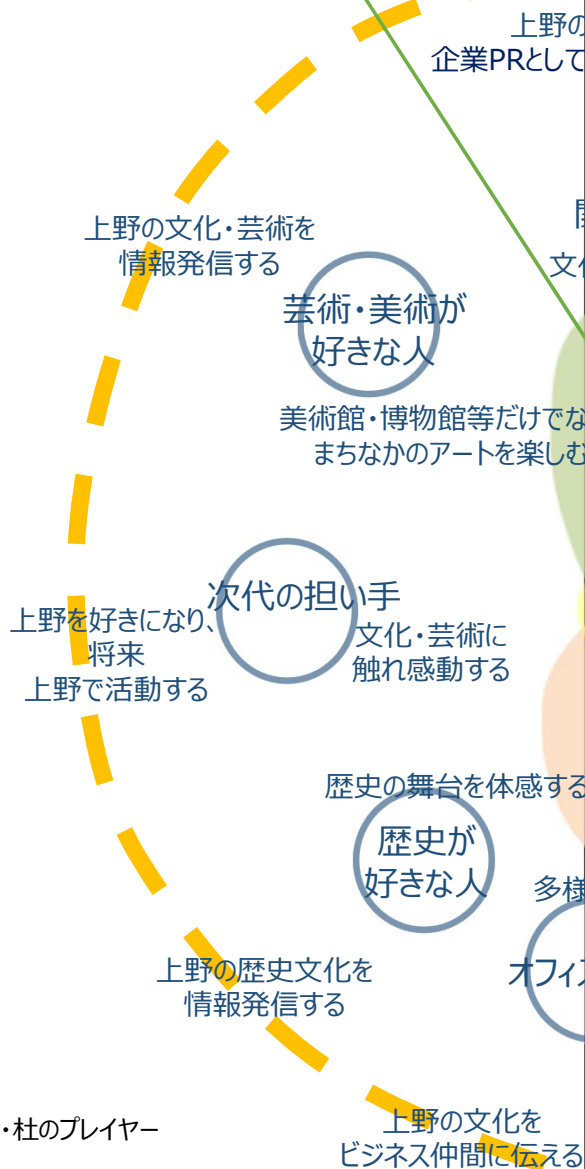 上野の
企業PRとして
上野の文化・芸術を
情報発信する
文化
芸術・美術が
好きな人
美術館・博物館等だけでな
まちなかのアートを楽しむ
次代の担い手
上野を好きになり、
将来
上野で活動する
文化・芸術に
触れ感動する
歴史の舞台を体感する
歴史が
好きな人
多様
オフィス
上野の歴史文化を
情報発信する
・杜のプレイヤー
上野の文化を
ビジネス仲間に伝える